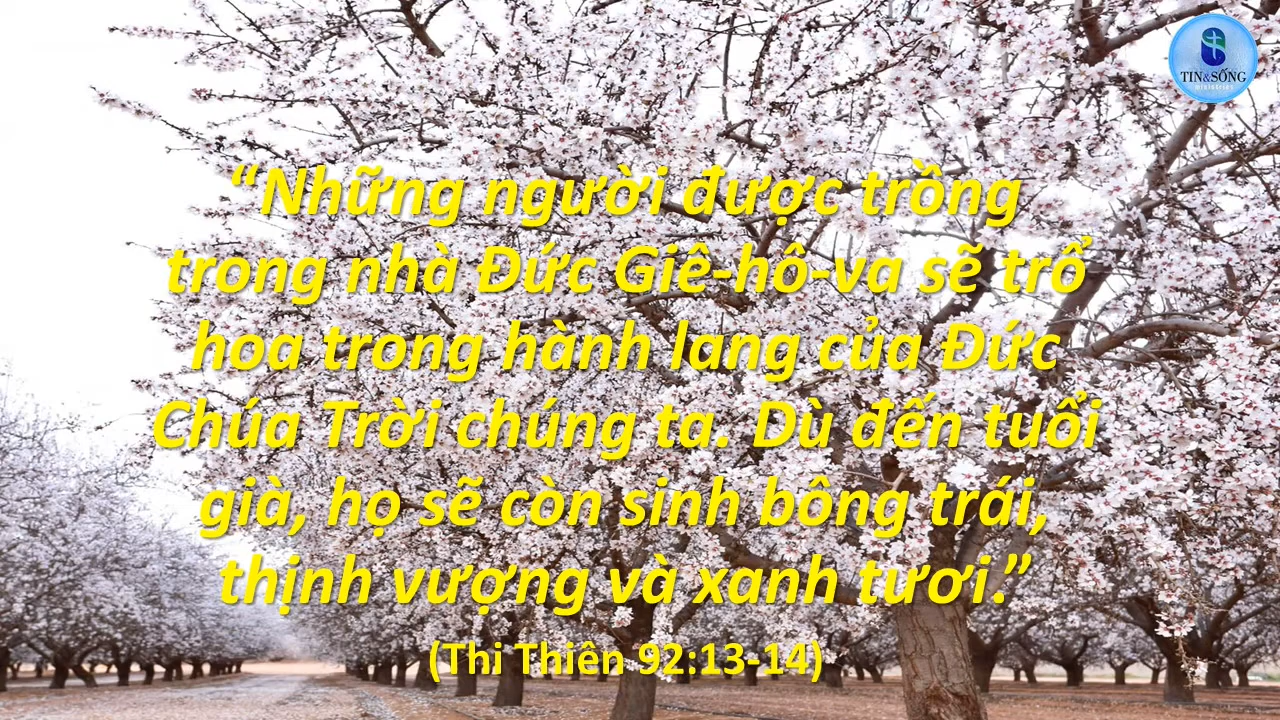 TIN&SỐNG
Ministries
“Những người được trồng
trong nhà Đức Giê-hô-va sẽ trổ
hoa trong hành lang của Đức
Chúa Trời chúng ta. Dù đến tuổi
già, họ sẽ còn sinh bông trái,
thịnh vượng và xanh tươi.”
(Thi Thiên 92:13-14)